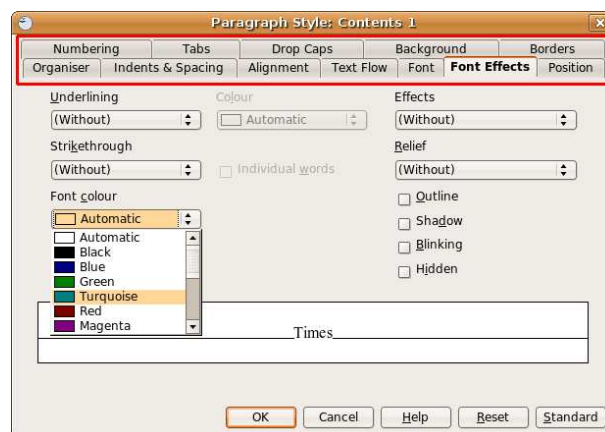 Paragraph Style: Contents 1
Numbering Tabs Drop Caps Background Borders
Organiser Indents & Spacing Alignment Text Flow Font Font Effects Position
Underlining Colour Effects
(Without) Automatic (Without)
Strikethrough Relief
(Without) Individual words (Without)
Font colour Outline
Automatic Shadow
Automatic
Black Blinking
Blue Hidden
Green
Turquoise
Red
Magenta
Times
OK Cancel Help Reset Standard